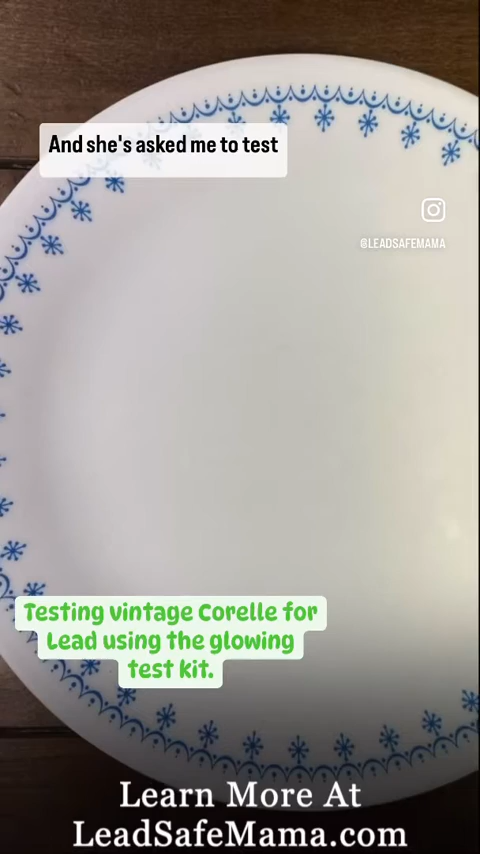 And she's asked me to test
@LEADSAFEMAMA
Testing vintage Corelle for
Lead using the glowing
test kit.
Learn More At
LeadSafeMama.com